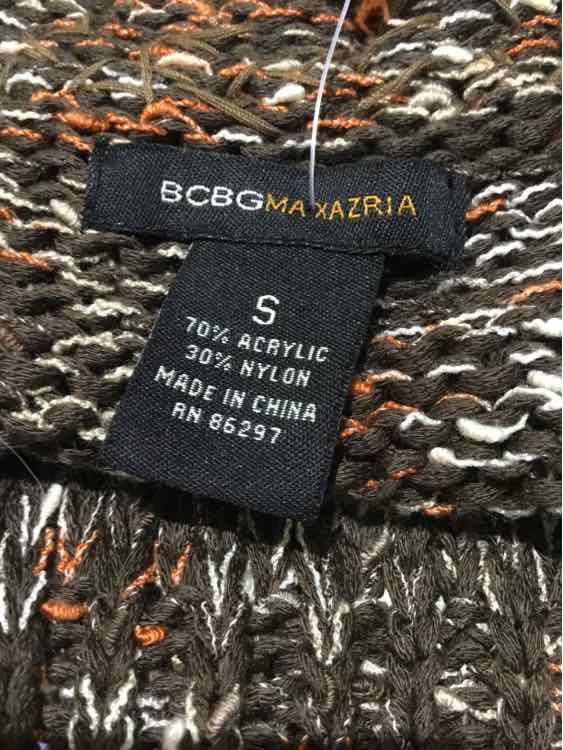 BCBGMAXAZRIA
S
70% ACRYLIC
30% NYLON
MADE IN CHINA
RN 86297